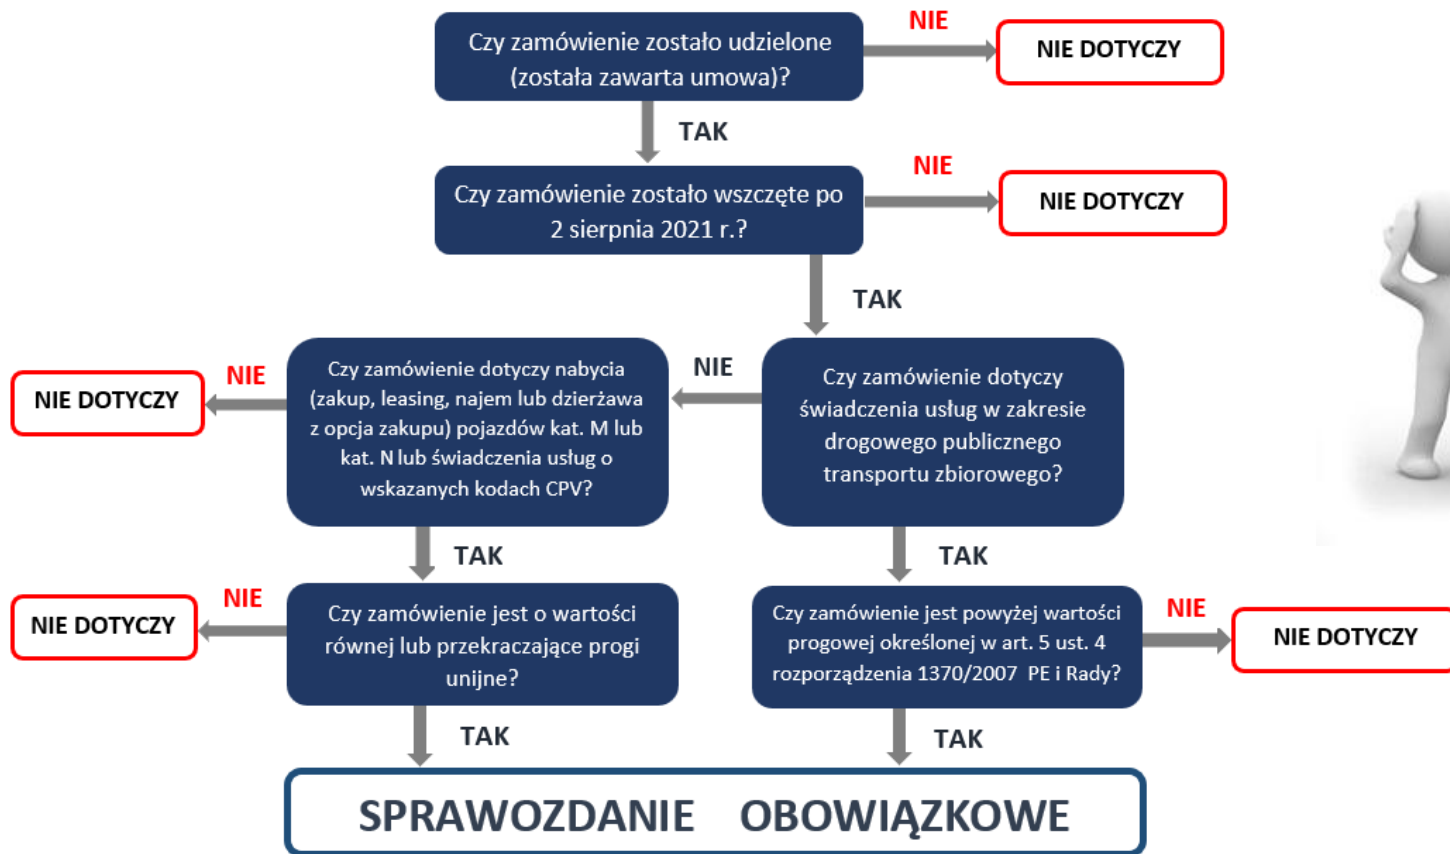 Czy zamówienie zostało udzielone
(została zawarta umowa)?
NIE
NIE DOTYCZY
TAK
Czy zamówienie zostało wszczęte po
2 sierpnia 2021 r.?
NIE
NIE DOTYCZY
TAK
Czy zamówienie dotyczy
świadczenia usług w zakresie
drogowego publicznego
transportu zbiorowego?
NIE
Czy zamówienie dotyczy nabycia
(zakup, leasing, najem lub dzierżawa
z opcja zakupu) pojazdów kat. M lub
kat. N lub świadczenia usług o
wskazanych kodach CPV?
NIE
NIE DOTYCZY
TAK
TAK
Czy zamówienie jest o wartości
równej lub przekraczające progi
unijne?
NIE
NIE DOTYCZY
Czy zamówienie jest powyżej wartości
progowej określonej w art. 5 ust. 4
rozporządzenia 1370/2007 PE i Rady?
NIE
NIE DOTYCZY
TAK
TAK
SPRAWOZDANIE OBOWIĄZKOWE